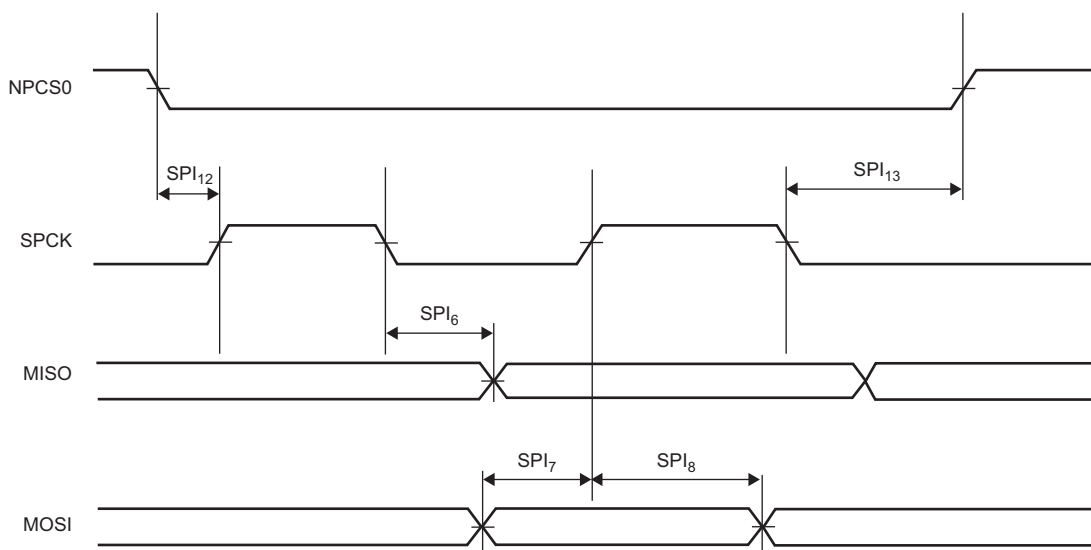 NPCS0
SPI₁₂
SPI₁₃
SPCK
SPI₆
MISO
SPI₇
SPI₈
MOSI